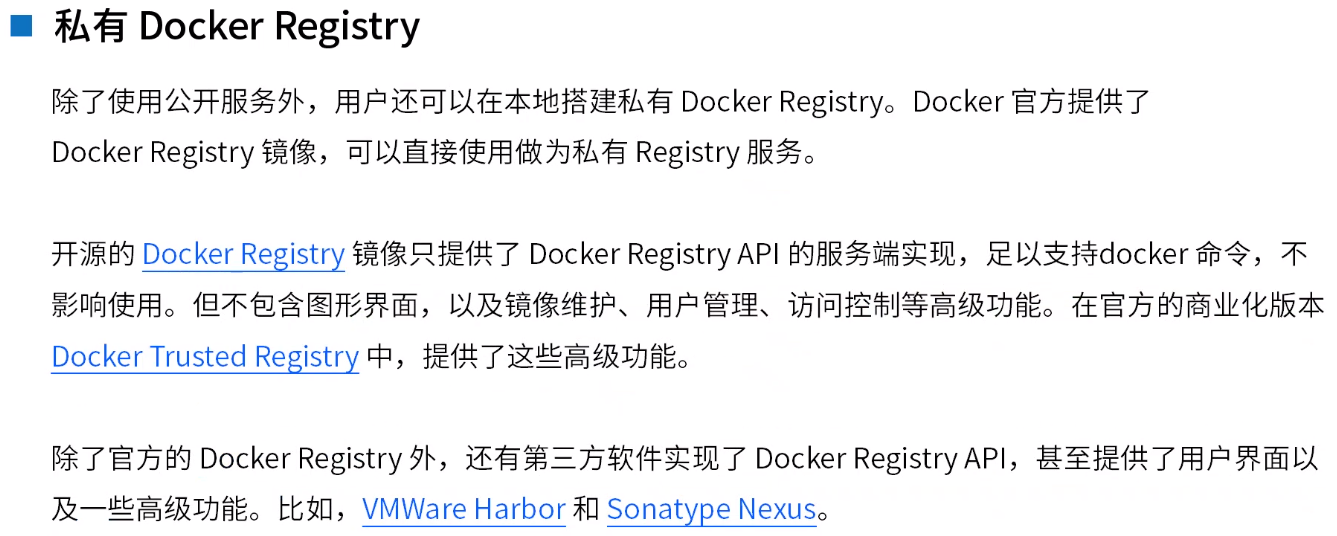 私有 Docker Registry
除了使用公开服务外，用户还可以在本地搭建私有 Docker Registry。Docker 官方提供了
Docker Registry 镜像，可以直接使用做为私有 Registry 服务。
开源的 Docker Registry 镜像只提供了 Docker Registry API 的服务端实现，足以支持docker 命令，不
影响使用。但不包含图形界面，以及镜像维护、用户管理、访问控制等高级功能。在官方的商业化版本
Docker Trusted Registry 中，提供了这些高级功能。
除了官方的 Docker Registry 外，还有第三方软件实现了 Docker Registry API，甚至提供了用户界面以
及一些高级功能。比如，VMWare Harbor 和 Sonatype Nexus。